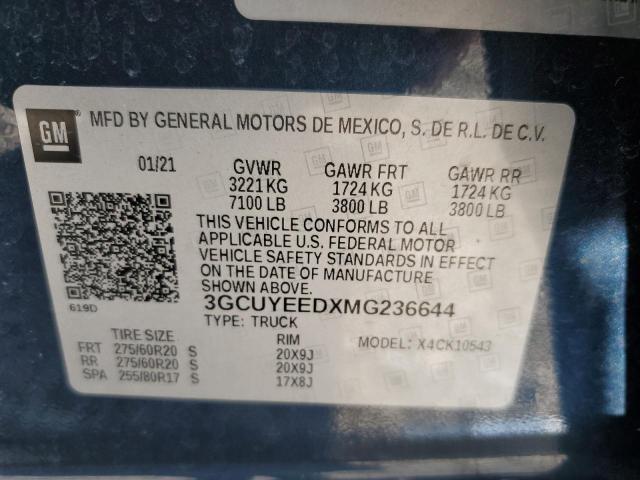 GM
MFD BY GENERAL MOTORS DE MEXICO, S. DE R.L. DE C.V.
01/21 GVWR GAWR FRT GAWR RR
3221 KG 1724 KG 1724 KG
7100 LB 3800 LB 3800 LB
THIS VEHICLE CONFORMS TO ALL
APPLICABLE U.S. FEDERAL MOTOR
VEHICLE SAFETY STANDARDS IN EFFECT
ON THE DATE OF MANUFACTURE
SHOWN ABOVE.
619D
3GCUYEEDXMG236644
TYPE: TRUCK
MODEL: X4CK10543
TIRE SIZE RIM
FRT 275/60R20 S 20X9J
RR 275/60R20 S 20X9J
SPA 255/80R17 S 17X8J